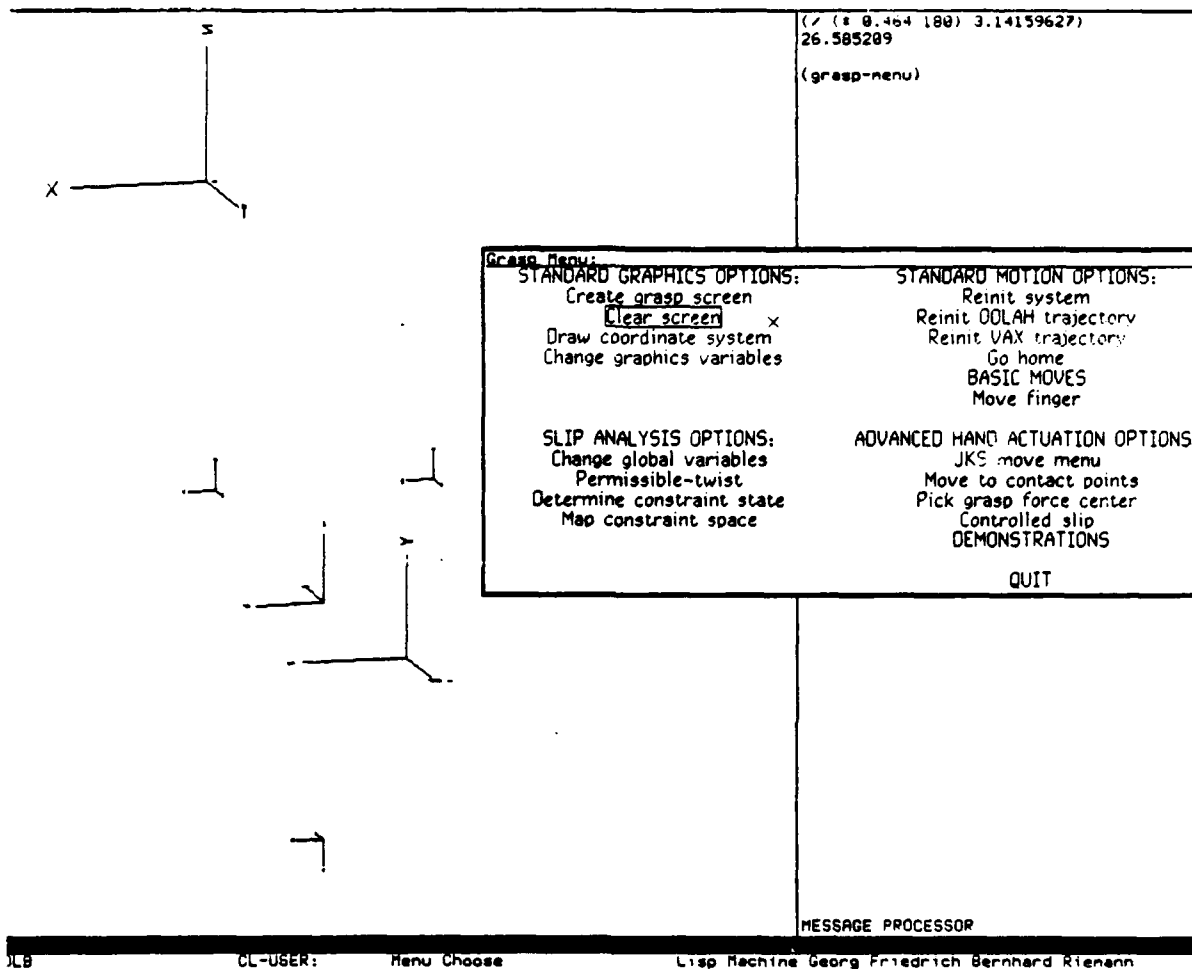 (/ (* 0.464 180) 3.14159627)
26.585209
(grasp-menu)
Z
X
Grasp Menu:
STANDARD GRAPHICS OPTIONS:
Create grasp screen
Clear screen
Draw coordinate system
Change graphics variables
STANDARD MOTION OPTIONS:
Reinit system
Reinit OOLAH trajectory
Reinit VAX trajectory
Go home
BASIC MOVES
Move finger
SLIP ANALYSIS OPTIONS:
Change global variables
Permissible-twist
Determine constraint state
Map constraint space
ADVANCED HAND ACTUATION OPTIONS
JKS move menu
Move to contact points
Pick grasp force center
Controlled slip
DEMONSTRATIONS
QUIT
Y
MESSAGE PROCESSOR
CL-USER: Menu Choose Lisp Machine Georg Friedrich Bernhard Riemann